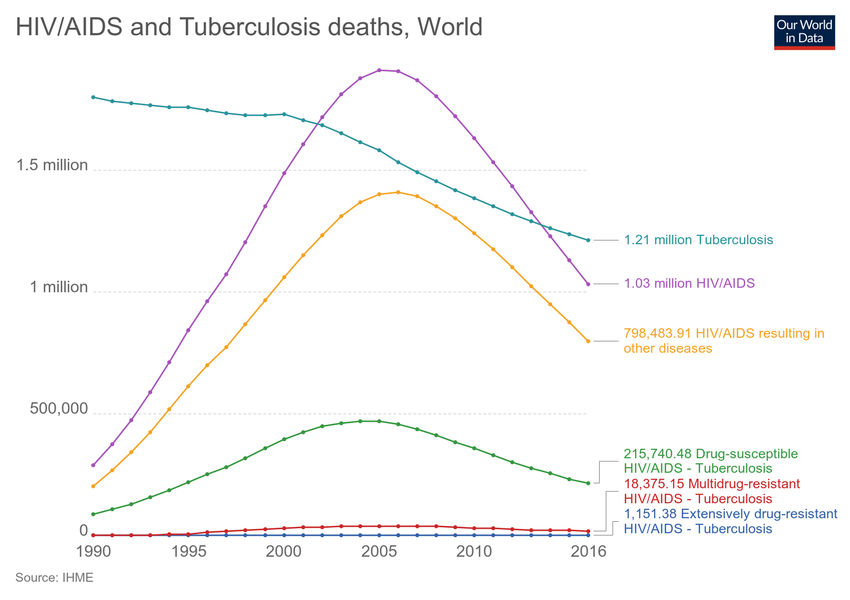 HIV/AIDS and Tuberculosis deaths, World
Our World
in Data
1.5 million
1 million
500,000
0
1990
1995
2000
2005
2010
2016
1.21 million Tuberculosis
1.03 million HIV/AIDS
798,483.91 HIV/AIDS resulting in
other diseases
215,740.48 Drug-susceptible
HIV/AIDS - Tuberculosis
18,375.15 Multidrug-resistant
HIV/AIDS - Tuberculosis
1,151.38 Extensively drug-resistant
HIV/AIDS - Tuberculosis
Source: IHME